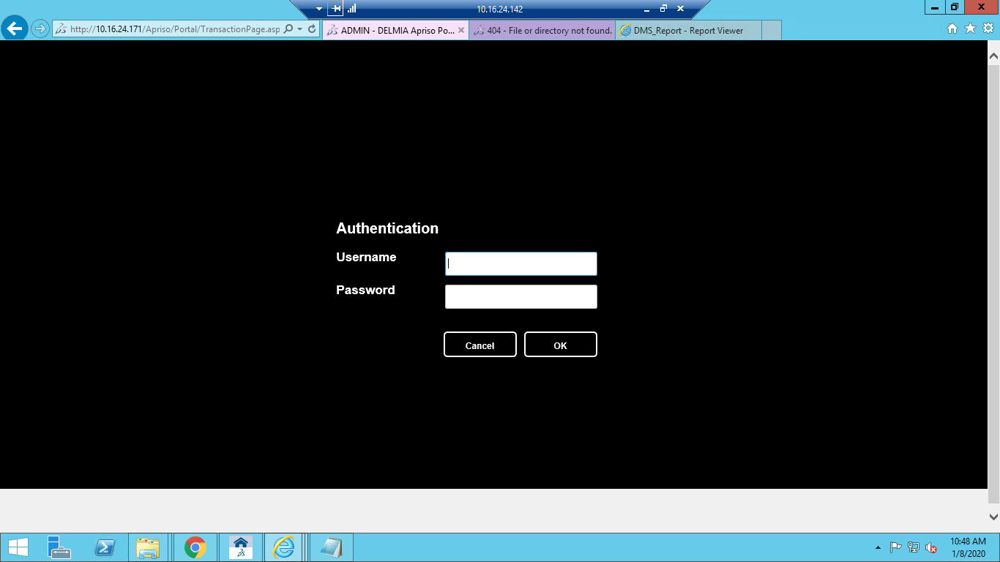 10.16.24.142
http://10.16.24.171/Apriso/Portal/TransactionPage.asp
ADMIN - DELMIA Apriso Po...
404 - File or directory not found.
DMS_Report - Report Viewer
Authentication
Username
Password
Cancel
OK
10:48 AM
1/8/2020